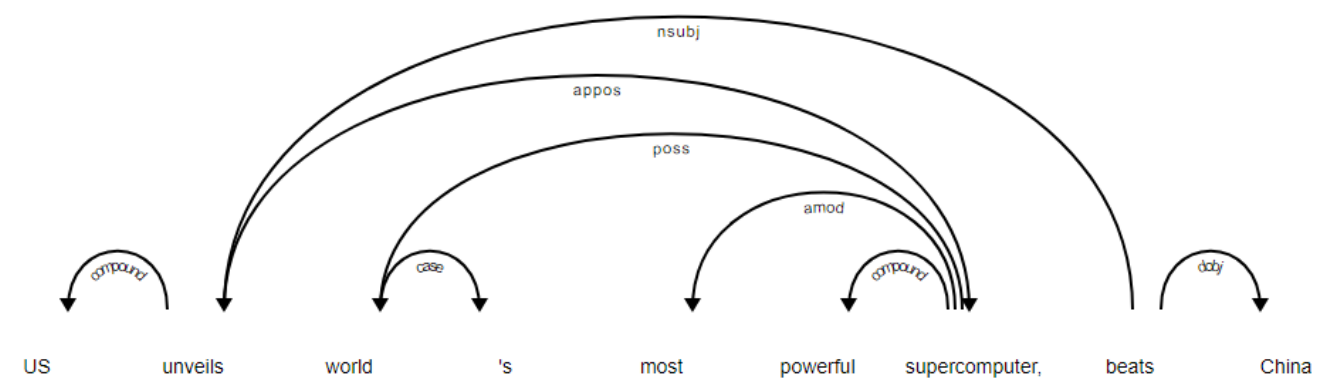 nsubj
appos
poss
amod
compound case compound dobj
US unveils world 's most powerful supercomputer, beats China